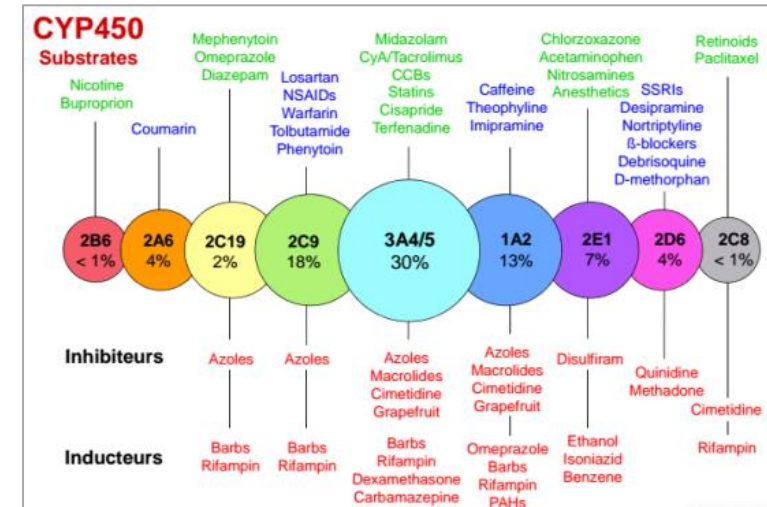 CYP450
Substrates
Nicotine
Buproprion
Coumarin
Mephenytoin
Omeprazole
Diazepam
Losartan
NSAIDs
Warfarin
Tolbutamide
Phenytoin
Midazolam
CyA/Tacrolimus
CCBs
Statins
Cisapride
Terfenadine
Caffeine
Theophyline
Imipramine
Chlorzoxazone
Acetaminophen
Nitrosamines
Anesthetics
SSRIs
Desipramine
Nortriptyline
ß-blockers
Debrisoquine
D-methorphan
Retinoids
Paclitaxel
2B6
< 1%
2A6
4%
2C19
2%
2C9
18%
3A4/5
30%
1A2
13%
2E1
7%
2D6
4%
2C8
< 1%
Inhibiteurs
Azoles
Azoles
Azoles
Macrolides
Cimetidine
Grapefruit
Azoles
Macrolides
Cimetidine
Grapefruit
Disulfiram
Quinidine
Methadone
Cimetidine
Inducteurs
Barbs
Rifampin
Barbs
Rifampin
Barbs
Rifampin
Dexamethasone
Carbamazepine
Omeprazole
Barbs
Rifampin
PAHs
Ethanol
Isoniazid
Benzene
Rifampin